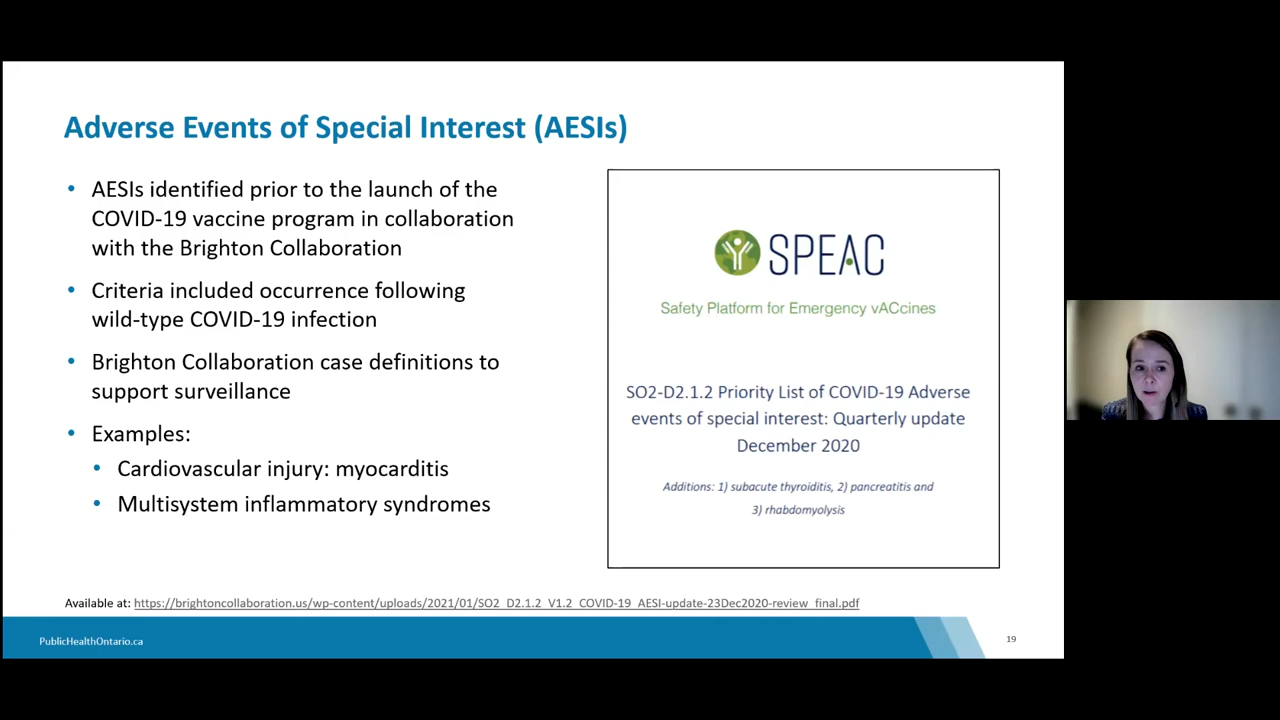 Adverse Events of Special Interest (AESIs)
• AESIs identified prior to the launch of the
COVID-19 vaccine program in collaboration
with the Brighton Collaboration
• Criteria included occurrence following
wild-type COVID-19 infection
• Brighton Collaboration case definitions to
support surveillance
• Examples:
• Cardiovascular injury: myocarditis
• Multisystem inflammatory syndromes
SPEAC
Safety Platform for Emergency vACcines
SO2-D2.1.2 Priority List of COVID-19 Adverse
events of special interest: Quarterly update
December 2020
Additions: 1) subacute thyroiditis, 2) pancreatitis and
3) rhabdomyolysis
Available at: https://brightoncollaboration.us/wp-content/uploads/2021/01/SO2_D2.1.2_V1.2_COVID-19_AESI-update-23Dec2020-review_final.pdf
PublicHealthOntario.ca
19